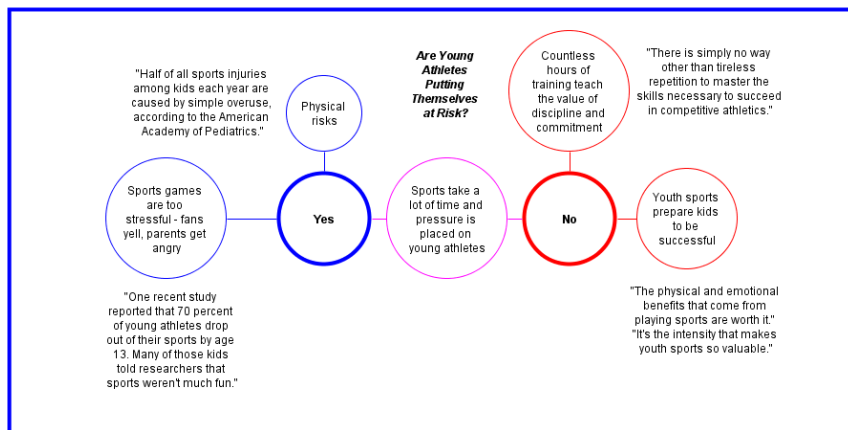 Are Young
Athletes
Putting
Themselves
at Risk?
"Half of all sports injuries
among kids each year are
caused by simple overuse,
according to the American
Academy of Pediatrics."
Physical
risks
Countless
hours of
training teach
the value of
discipline and
commitment
"There is simply no way
other than tireless
repetition to master the
skills necessary to succeed
in competitive athletics."
Sports games
are too
stressful - fans
yell, parents get
angry
Yes
Sports take a
lot of time and
pressure is
placed on
young athletes
No
Youth sports
prepare kids
to be
successful
"One recent study
reported that 70 percent
of young athletes drop
out of their sports by age
13. Many of those kids
told researchers that
sports weren't much fun."
"The physical and emotional
benefits that come from
playing sports are worth it."
"It's the intensity that makes
youth sports so valuable."